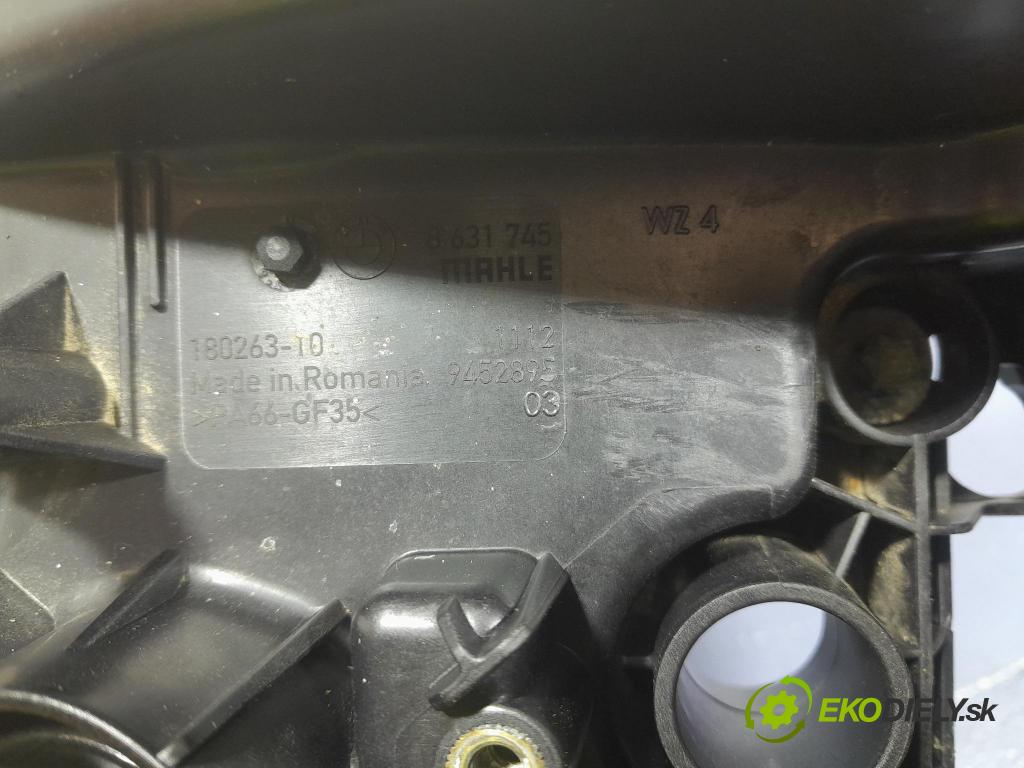 WZ 4
8 631 745
MAHLE
180263-10 1112
Made in Romania 9452895
>PA66-GF35< 03
EKODIELY.sk